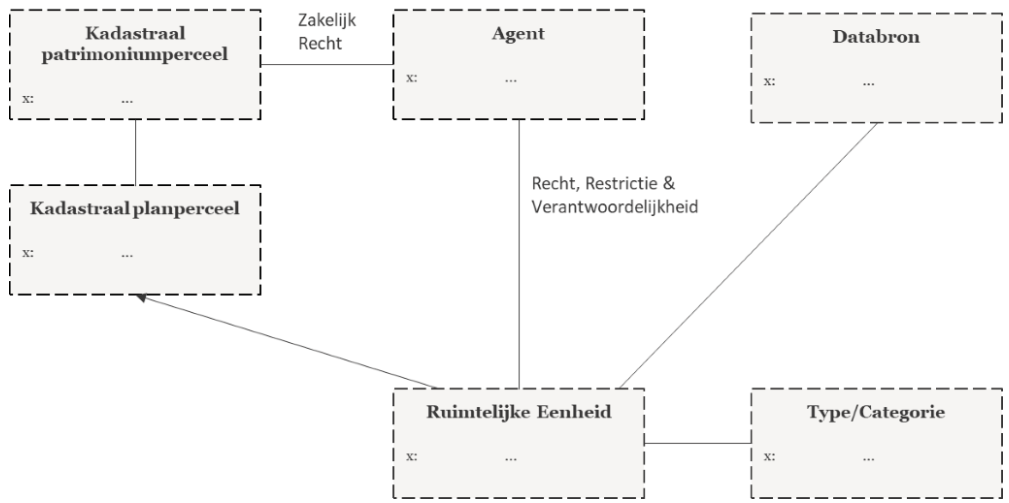 Kadastraal
patrimoniumperceel
x: ...
Zakelijk
Recht
Agent
x: ...
Databron
x: ...
Kadastraal planperceel
x: ...
Recht, Restrictie &
Verantwoordelijkheid
Ruimtelijke Eenheid
x: ...
Type/Categorie
x: ...